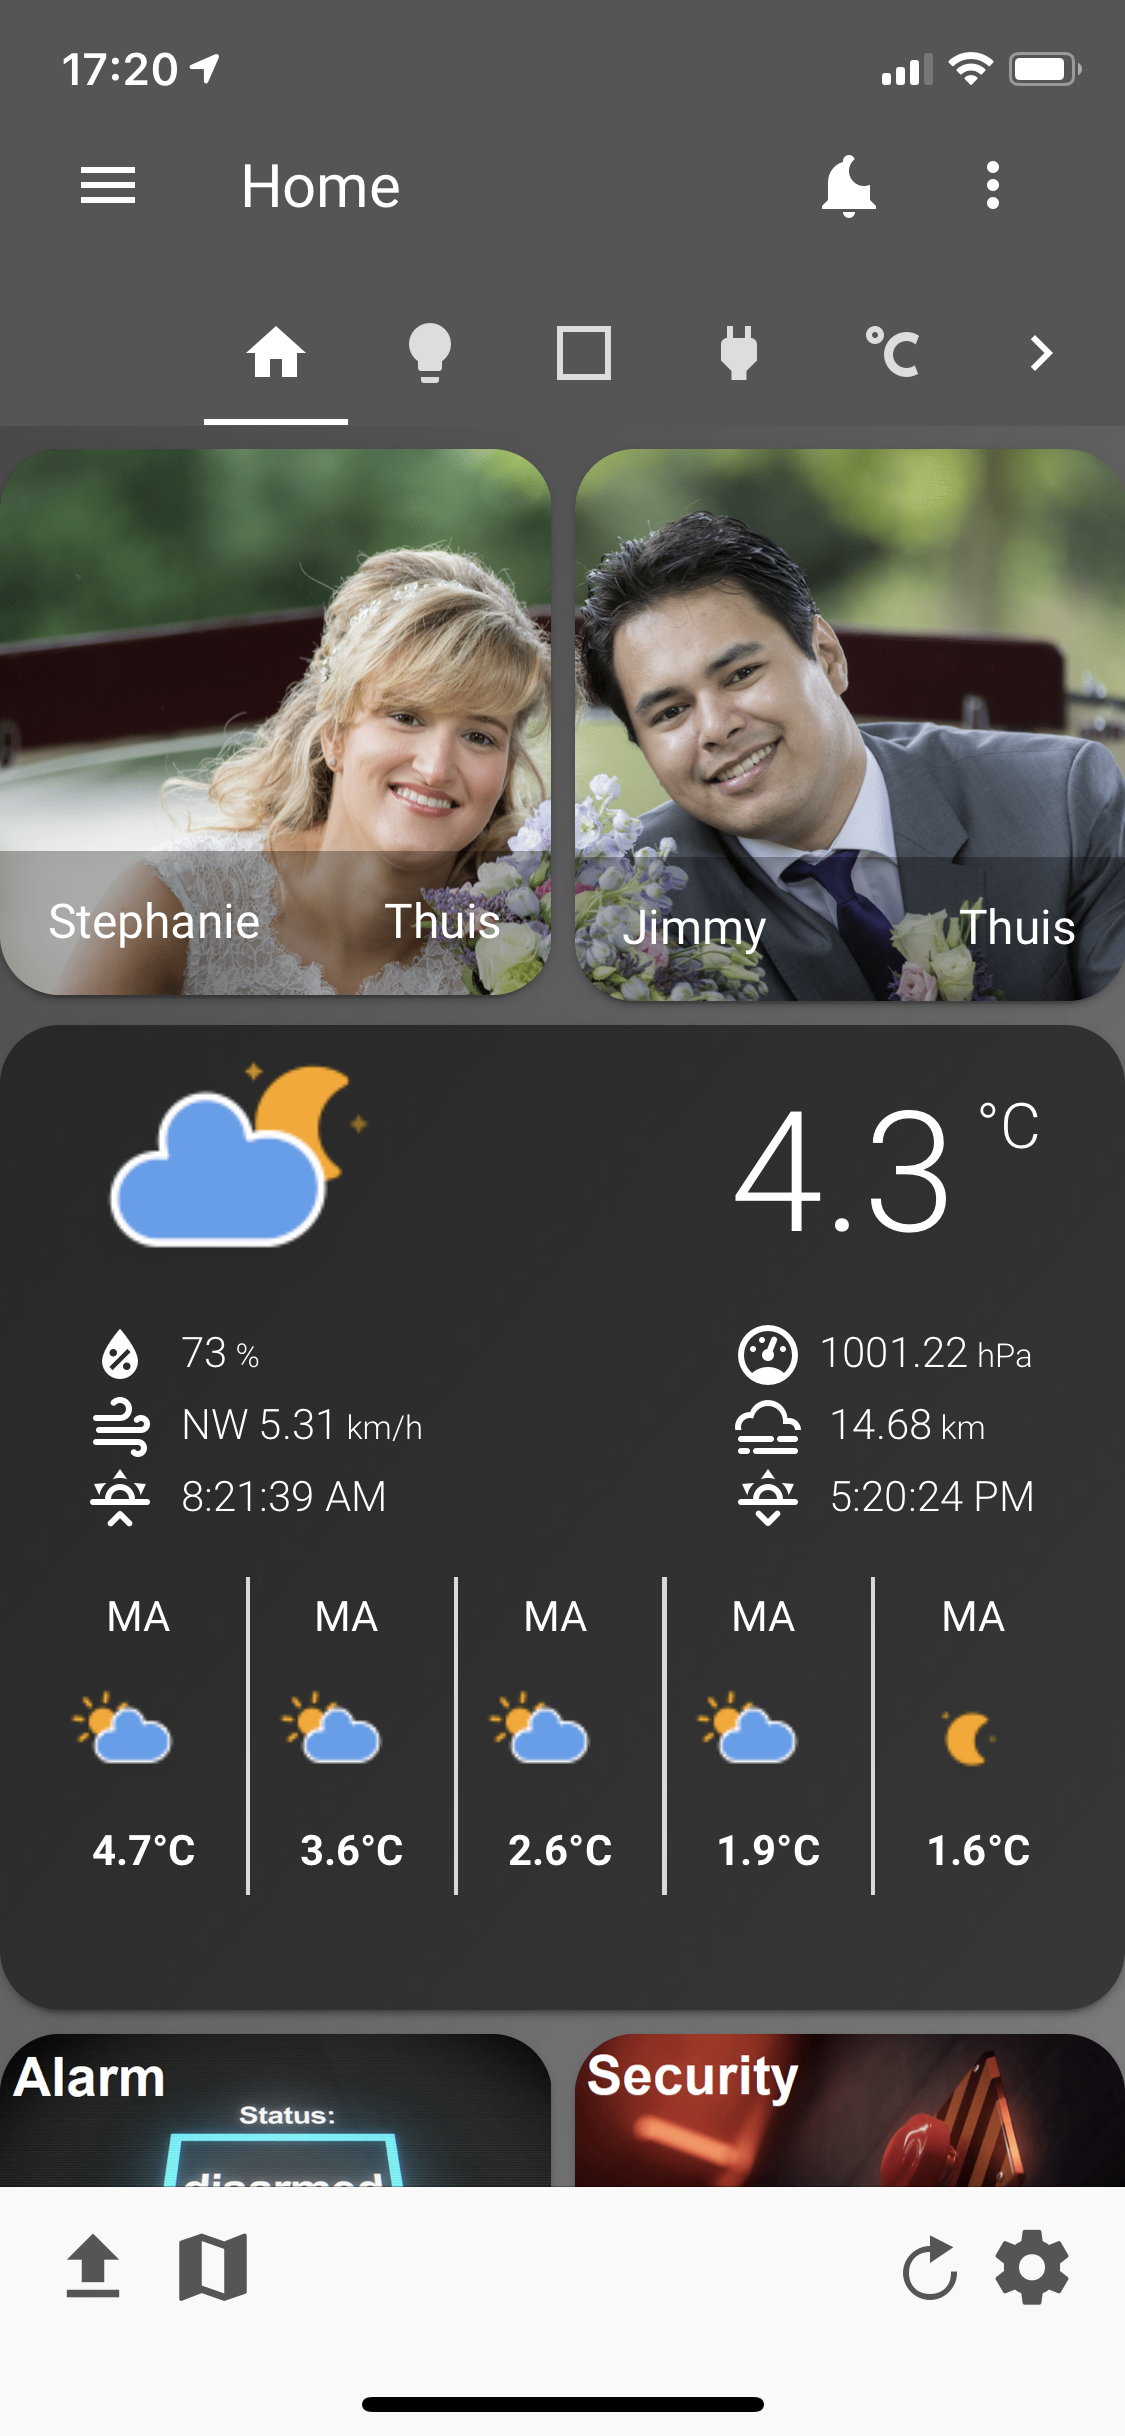 17:20
Home
°C
Stephanie Thuis
Jimmy Thuis
4.3 °C
73 % 1001.22 hPa
NW 5.31 km/h 14.68 km
8:21:39 AM 5:20:24 PM
MA MA MA MA MA
4.7°C 3.6°C 2.6°C 1.9°C 1.6°C
Alarm Security
Status:
disarmed